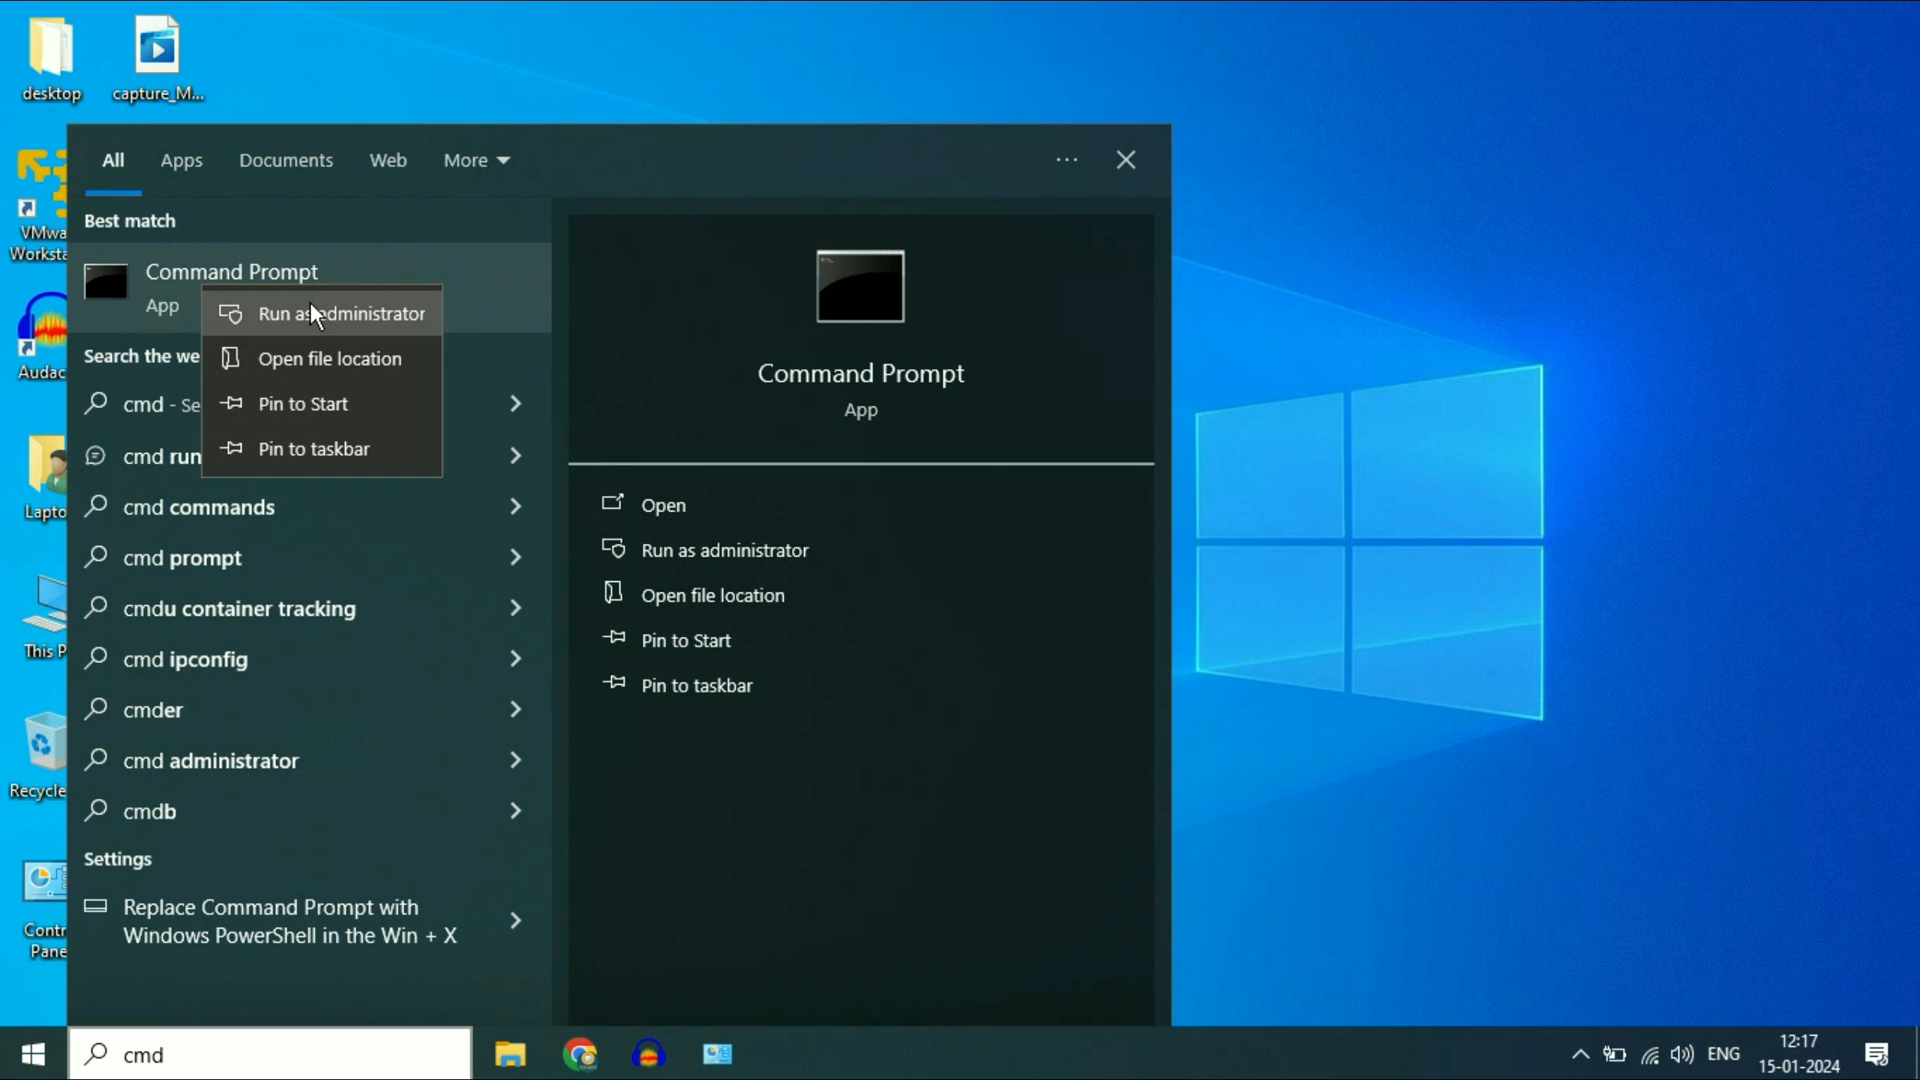 desktop
capture_M...
All
Apps
Documents
Web
More
Best match
Command Prompt
App
Run as administrator
Open file location
Pin to Start
Pin to taskbar
Search the we
cmd - Se
cmd run
cmd commands
cmd prompt
cmdu container tracking
cmd ipconfig
cmder
cmd administrator
cmdb
Settings
Replace Command Prompt with
Windows PowerShell in the Win + X
Command Prompt
App
Open
Run as administrator
Open file location
Pin to Start
Pin to taskbar
VMwa
Worksta
Audac
Lapto
This P
Recycle
Contr
Pane
cmd
ENG
12:17
15-01-2024